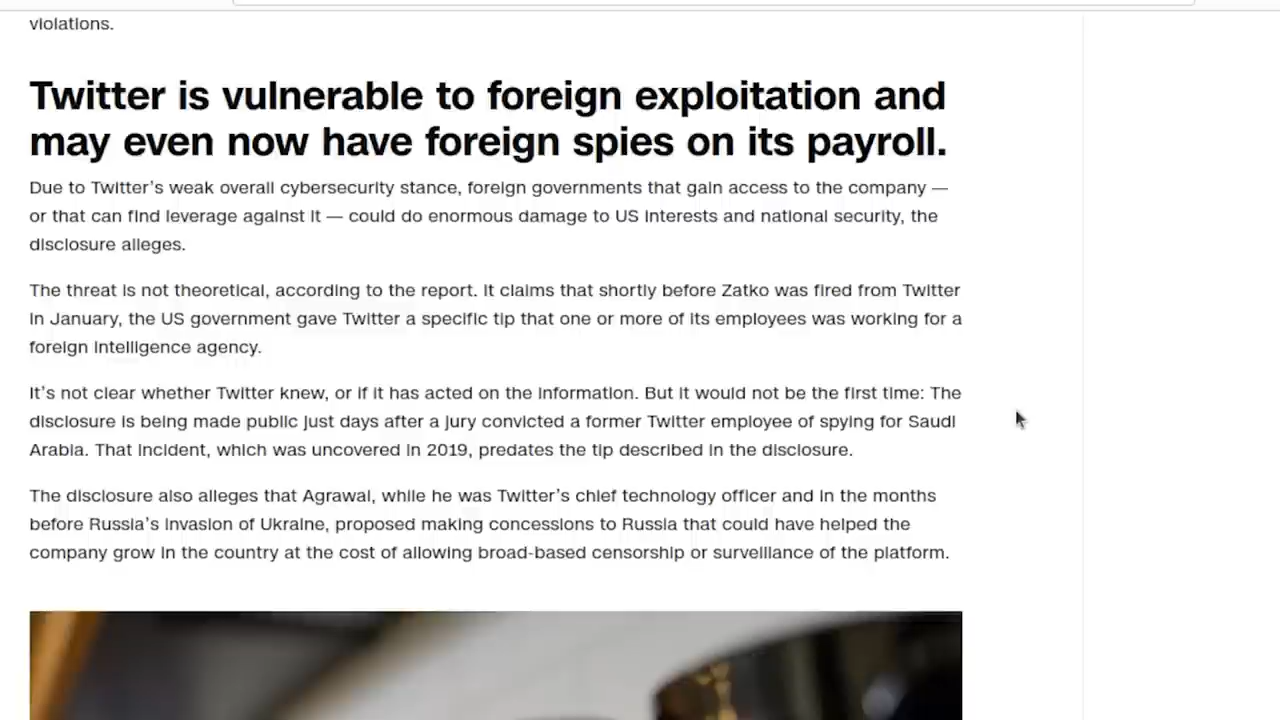 violations.
Twitter is vulnerable to foreign exploitation and
may even now have foreign spies on its payroll.
Due to Twitter's weak overall cybersecurity stance, foreign governments that gain access to the company —
or that can find leverage against it — could do enormous damage to US interests and national security, the
disclosure alleges.
The threat is not theoretical, according to the report. It claims that shortly before Zatko was fired from Twitter
in January, the US government gave Twitter a specific tip that one or more of its employees was working for a
foreign intelligence agency.
It's not clear whether Twitter knew, or if it has acted on the information. But it would not be the first time: The
disclosure is being made public just days after a jury convicted a former Twitter employee of spying for Saudi
Arabia. That incident, which was uncovered in 2019, predates the tip described in the disclosure.
The disclosure also alleges that Agrawal, while he was Twitter's chief technology officer and in the months
before Russia's invasion of Ukraine, proposed making concessions to Russia that could have helped the
company grow in the country at the cost of allowing broad-based censorship or surveillance of the platform.